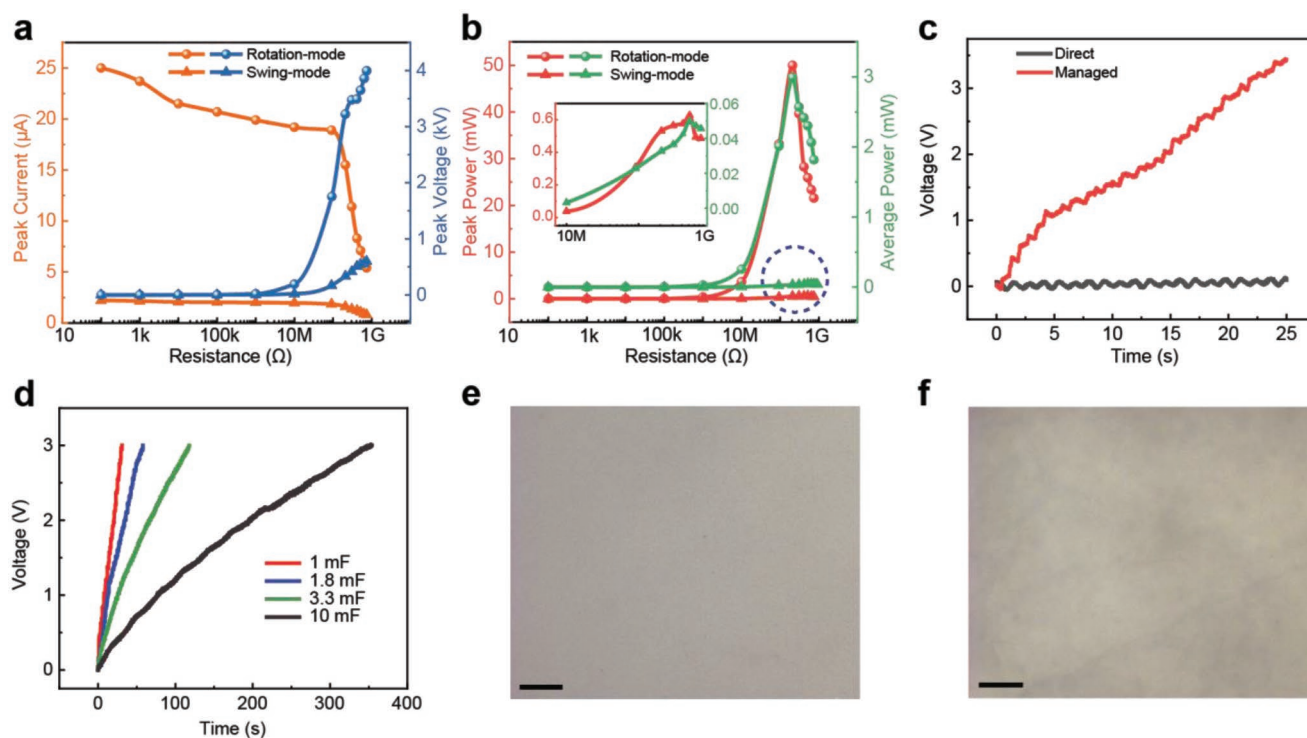 a
Rotation-mode
Swing-mode
25
20
15
10
5
0
Peak Current (µA)
4
3
2
1
0
Peak Voltage (kV)
10 1k 100k 10M 1G
Resistance (Ω)
b
Rotation-mode
Swing-mode
50
40
30
20
10
0
Peak Power (mW)
3
2
1
0
Average Power (mW)
0.6
0.4
0.2
0.0
0.06
0.04
0.02
0.00
10M 1G
10 1k 100k 10M 1G
Resistance (Ω)
c
Direct
Managed
3
2
1
0
Voltage (V)
0 5 10 15 20 25
Time (s)
d
3
2
1
0
Voltage (V)
1 mF
1.8 mF
3.3 mF
10 mF
0 100 200 300 400
Time (s)
e
f